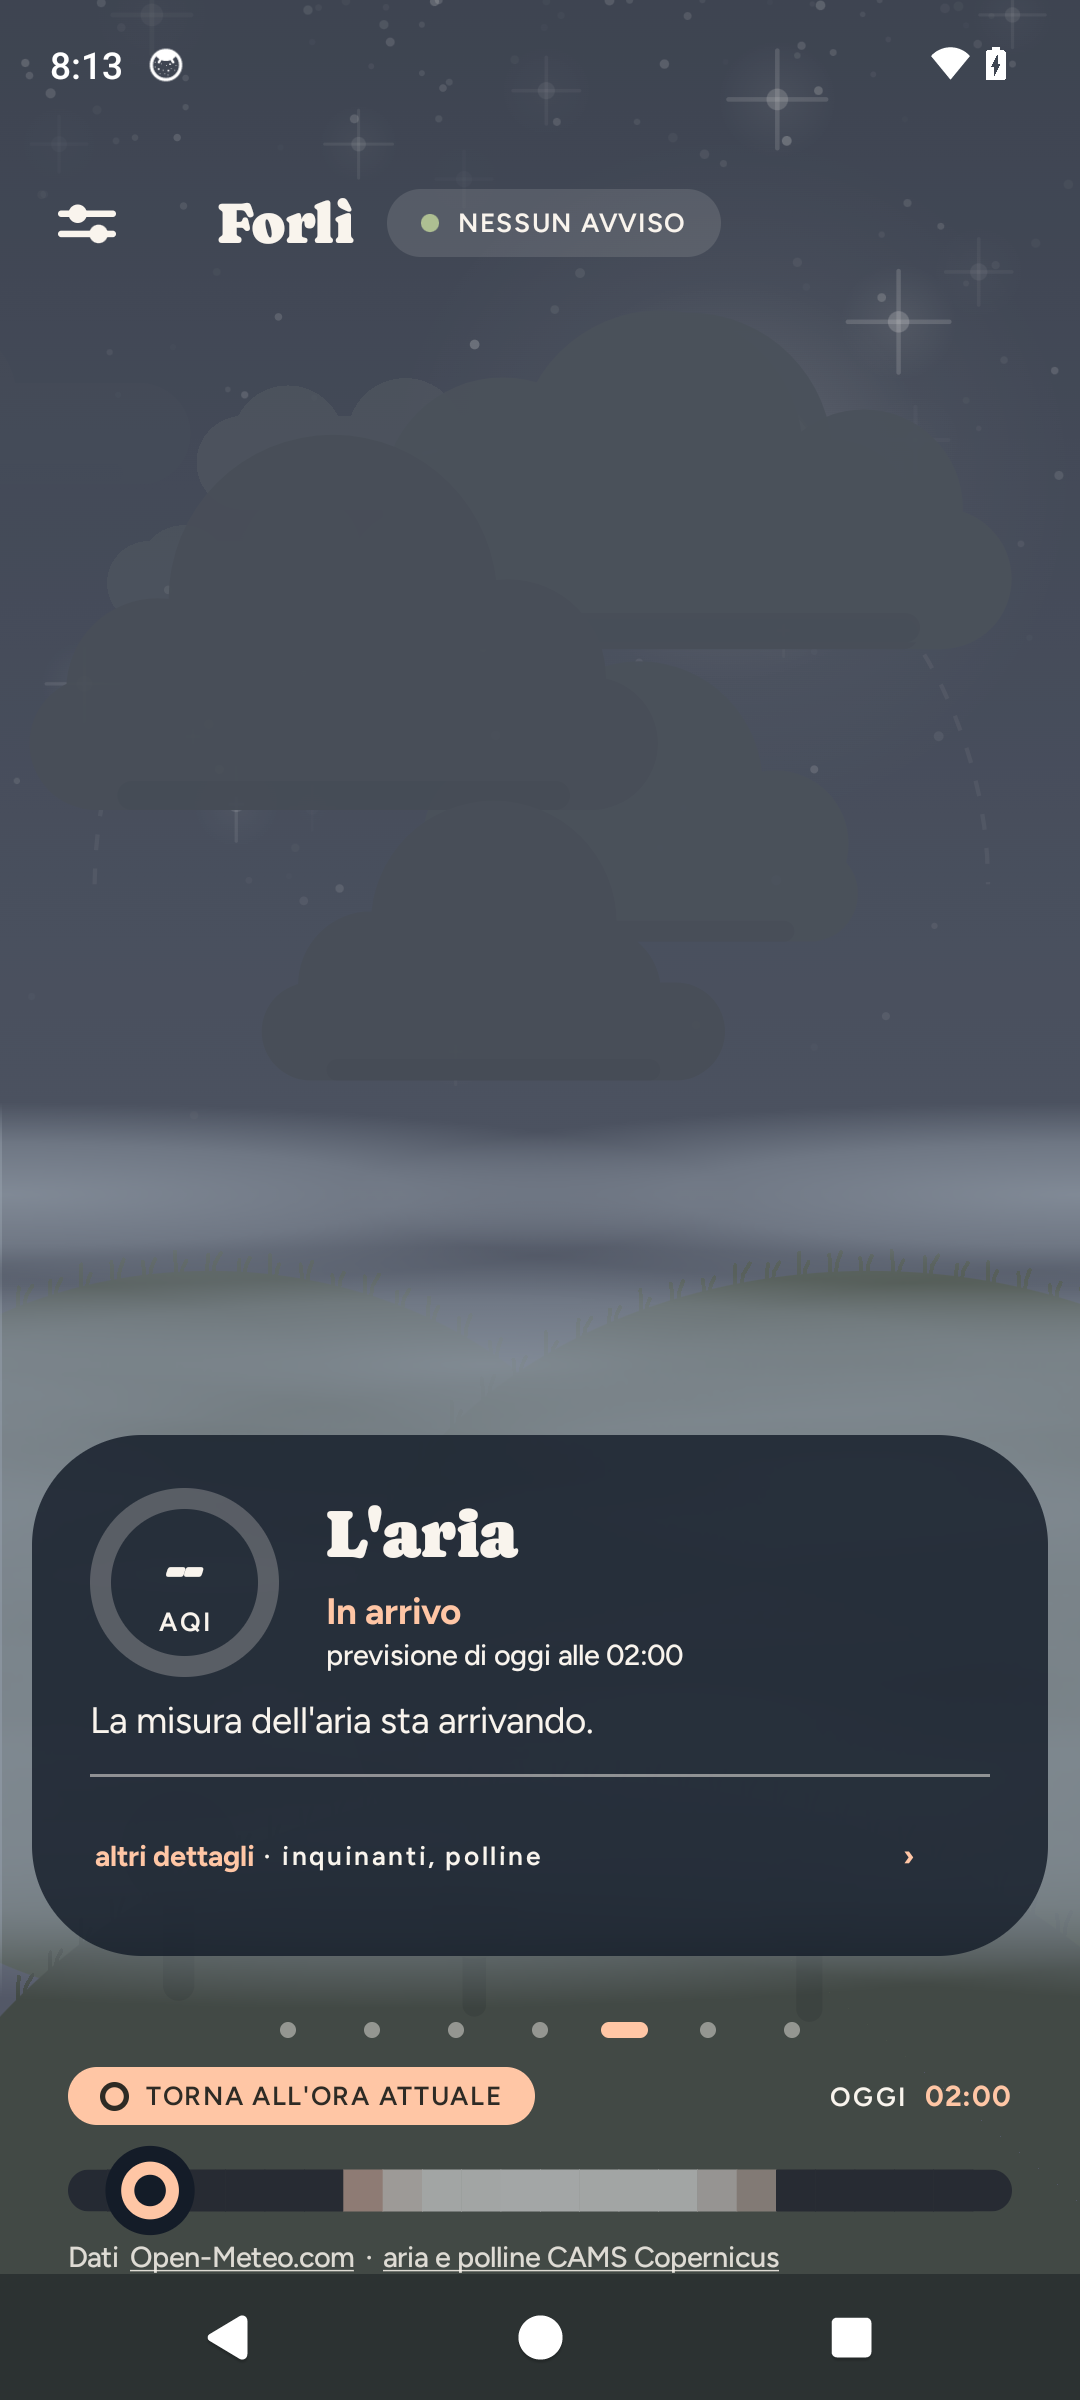 8:13
Forlì
NESSUN AVVISO
--
AQI
L'aria
In arrivo
previsione di oggi alle 02:00
La misura dell'aria sta arrivando.
altri dettagli · inquinanti, polline ›
TORNA ALL'ORA ATTUALE
OGGI 02:00
Dati Open-Meteo.com · aria e polline CAMS Copernicus